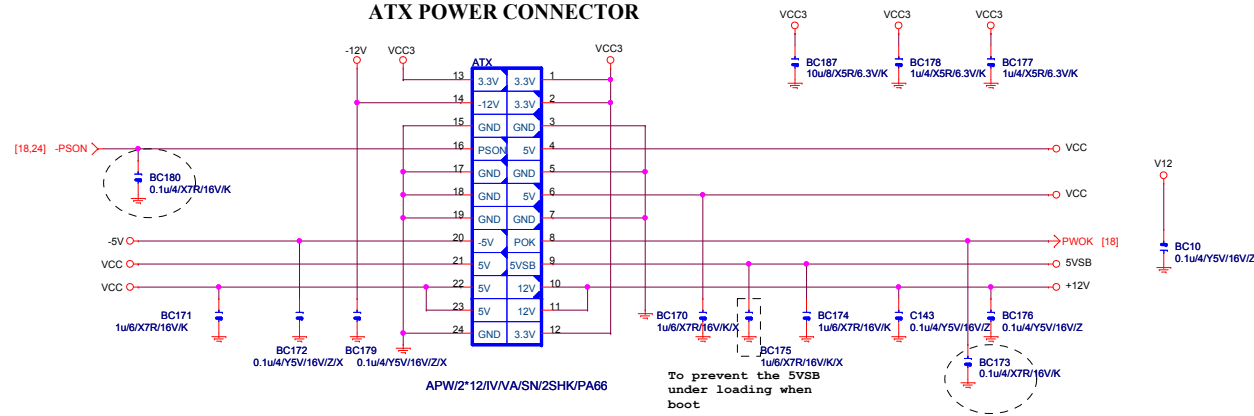 ATX POWER CONNECTOR
VCC3 VCC3 VCC3
BC187
10u/8/X5R/6.3V/K
BC178
1u/4/X5R/6.3V/K
BC177
1u/4/X5R/6.3V/K
-12V VCC3 VCC3
ATX
13 3.3V 3.3V 1
14 -12V 3.3V 2
15 GND GND 3
[18,24] -PSON 16 PSON 5V 4 VCC
17 GND GND 5
18 GND 5V 6 VCC
19 GND GND 7
-5V 20 -5V POK 8 PWOK [18]
VCC 21 5V 5VSB 9 5VSB
VCC 22 5V 12V 10 +12V
23 5V 12V 11
24 GND 3.3V 12
BC180
0.1u/4/X7R/16V/K
V12
BC10
0.1u/4/Y5V/16V/Z
BC171
1u/6/X7R/16V/K
BC172
0.1u/4/Y5V/16V/Z/X
BC179
0.1u/4/Y5V/16V/Z/X
BC170
1u/6/X7R/16V/K/X
BC175
1u/6/X7R/16V/K/X
BC174
1u/6/X7R/16V/K
C143
0.1u/4/Y5V/16V/Z
BC176
0.1u/4/Y5V/16V/Z
BC173
0.1u/4/X7R/16V/K
APW/2*12/IV/VA/SN/2SHK/PA66
To prevent the 5VSB
under loading when
boot